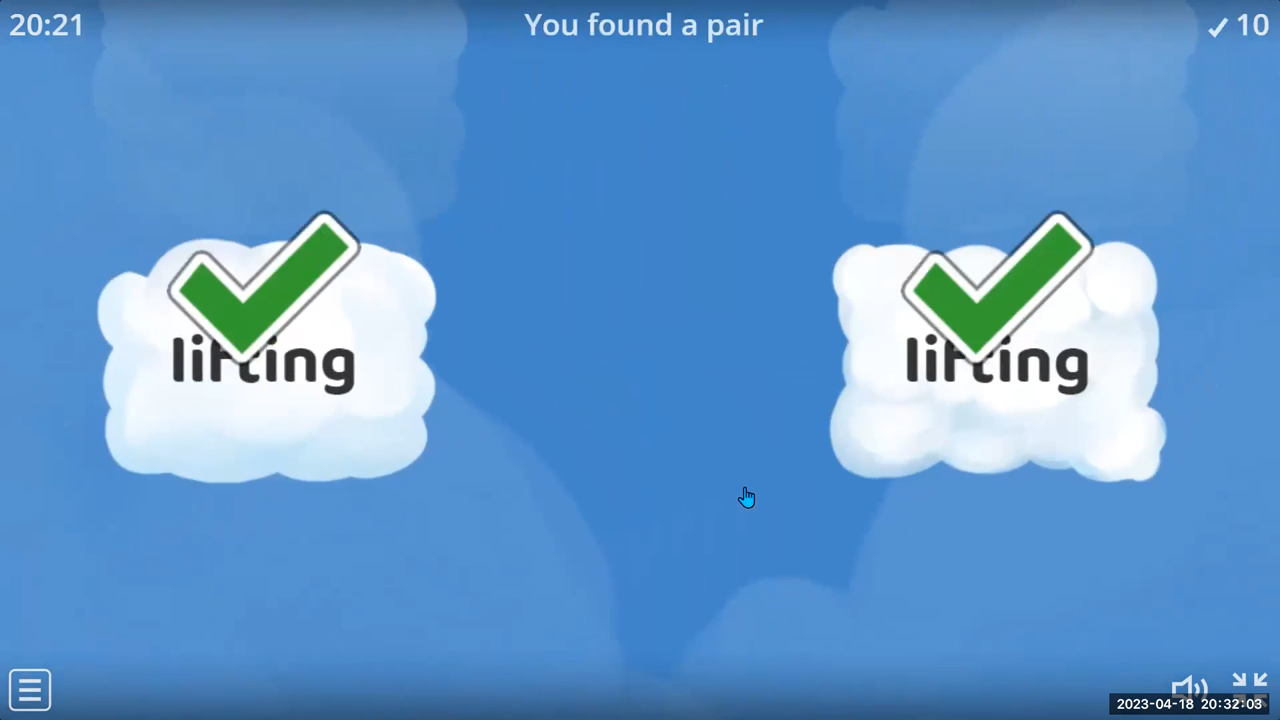 20:21
You found a pair
10
lifting
lifting
2023-04-18 20:32:03